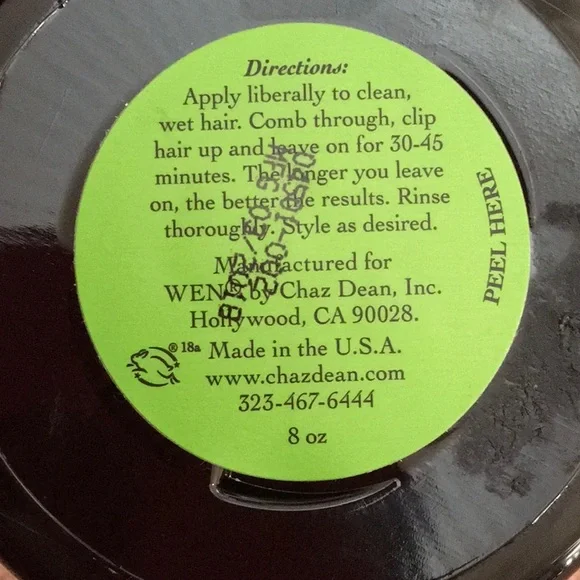 Directions:
Apply liberally to clean,
wet hair. Comb through, clip
hair up and leave on for 30-45
minutes. The longer you leave
on, the better the results. Rinse
thoroughly. Style as desired.
Manufactured for
WEN® by Chaz Dean, Inc.
Hollywood, CA 90028.
® 18a Made in the U.S.A.
www.chazdean.com
323-467-6444
8 oz
PEEL HERE